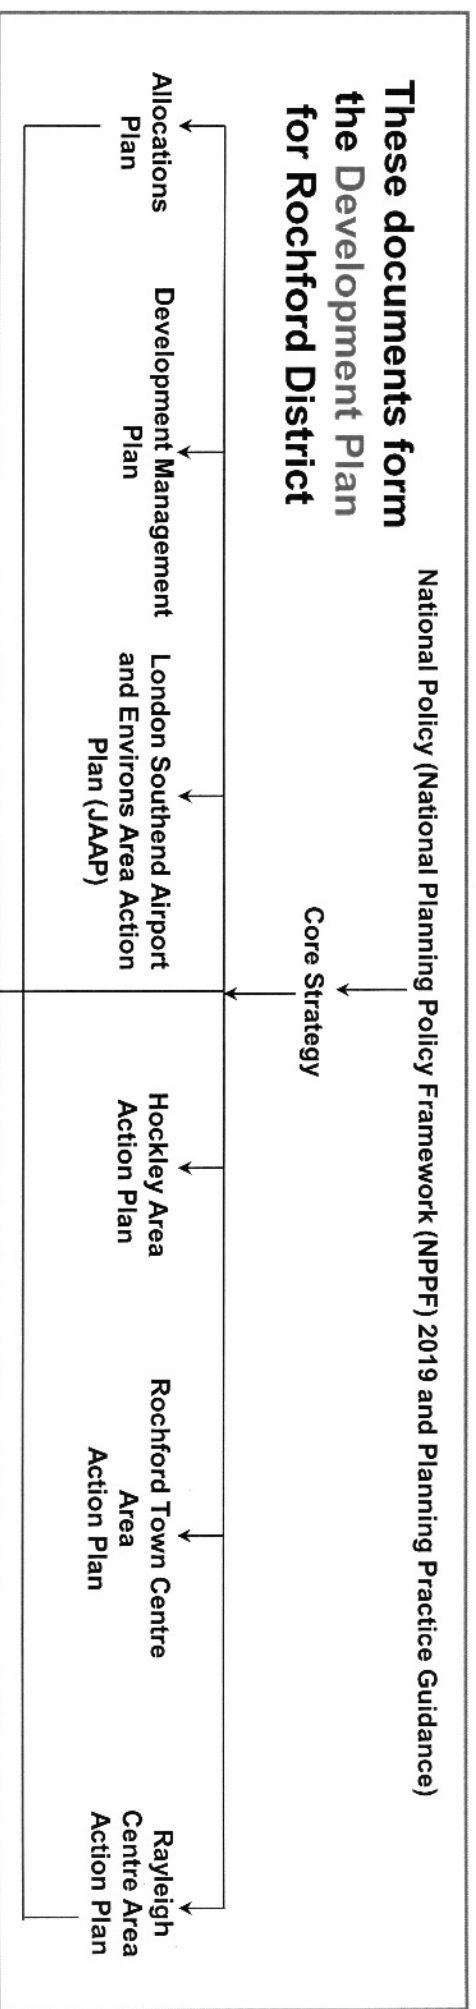 These documents form
the Development Plan
for Rochford District
National Policy (National Planning Policy Framework (NPPF) 2019 and Planning Practice Guidance)
Core Strategy
Allocations
Plan
Development Management
Plan
London Southend Airport
and Environs Area Action
Plan (JAAP)
Hockley Area
Action Plan
Rochford Town Centre
Area
Action Plan
Rayleigh
Centre Area
Action Plan